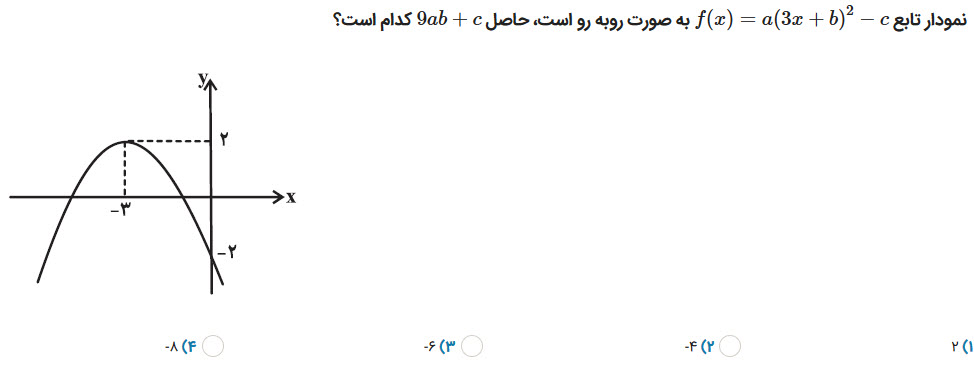 نمودار تابع f(x) = a(3x + b)² − c به صورت روبه رو است، حاصل 9ab + c کدام است؟
y
۲
x
−۳
−۲
۱) ۲
۲) -۴
۳) -۶
۴) -۸